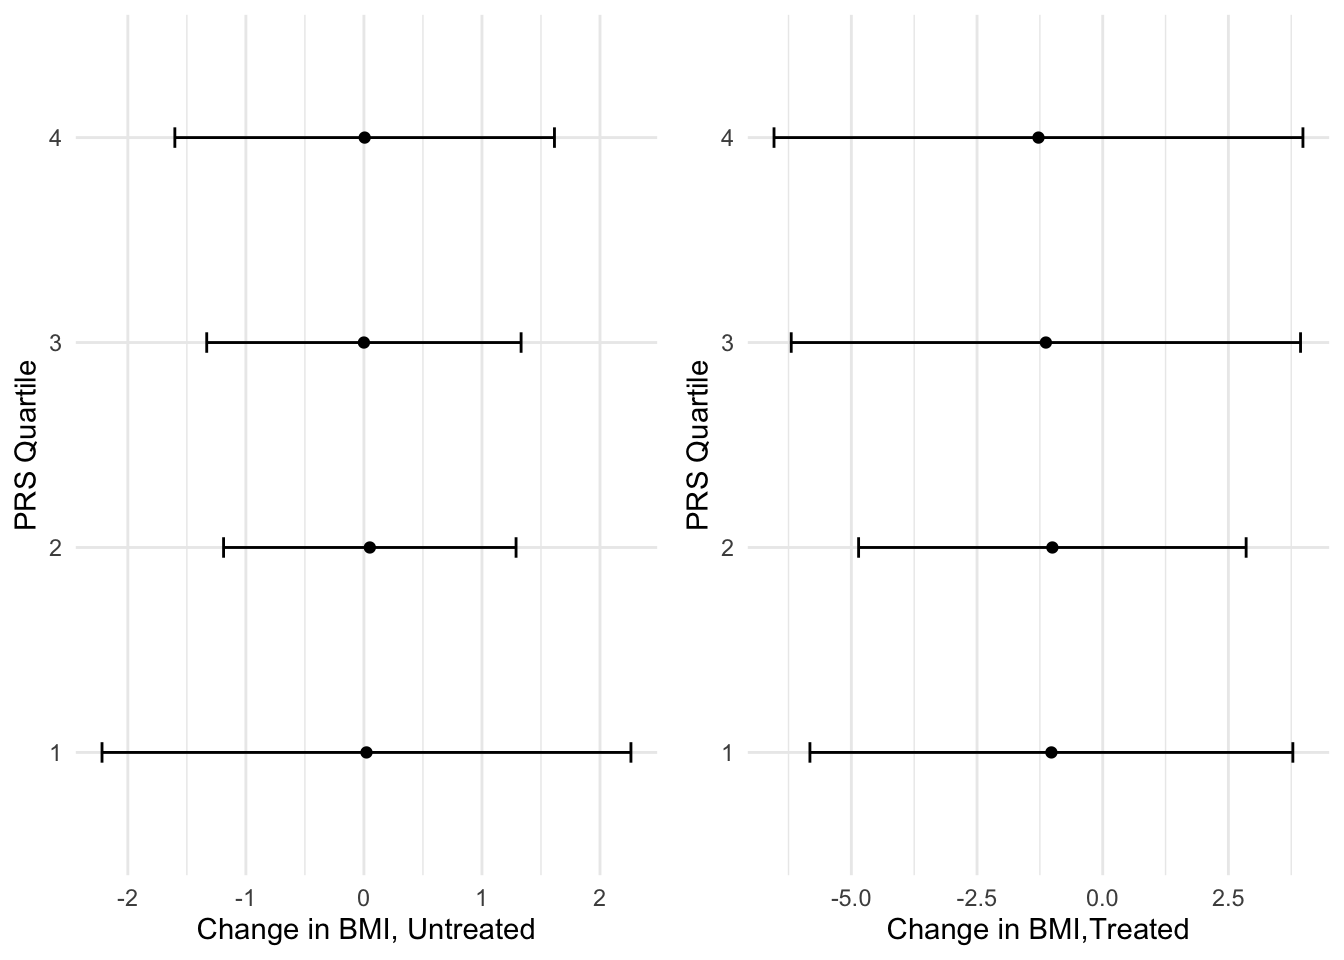 4
3
2
1
PRS Quartile
-2 -1 0 1 2
Change in BMI, Untreated
4
3
2
1
PRS Quartile
-5.0 -2.5 0.0 2.5
Change in BMI,Treated